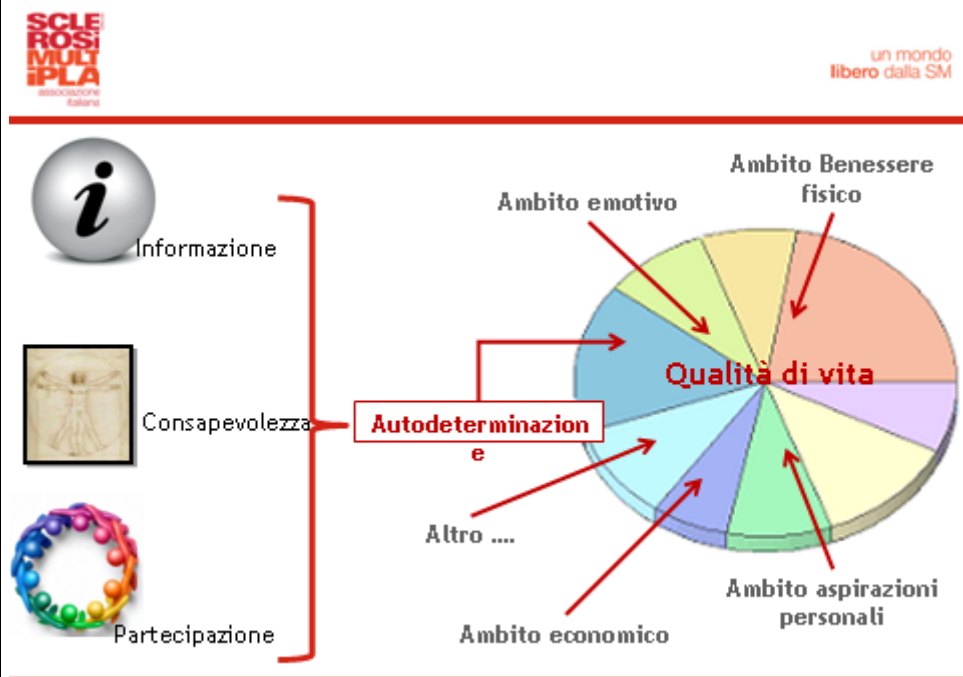 SCLE
ROSi
MULT
iPLA
associazione
italiana
un mondo
libero dalla SM
i
Informazione
Consapevolezza
Partecipazione
Autodeterminazion
e
Ambito emotivo
Ambito Benessere
fisico
Qualità di vita
Altro ....
Ambito economico
Ambito aspirazioni
personali